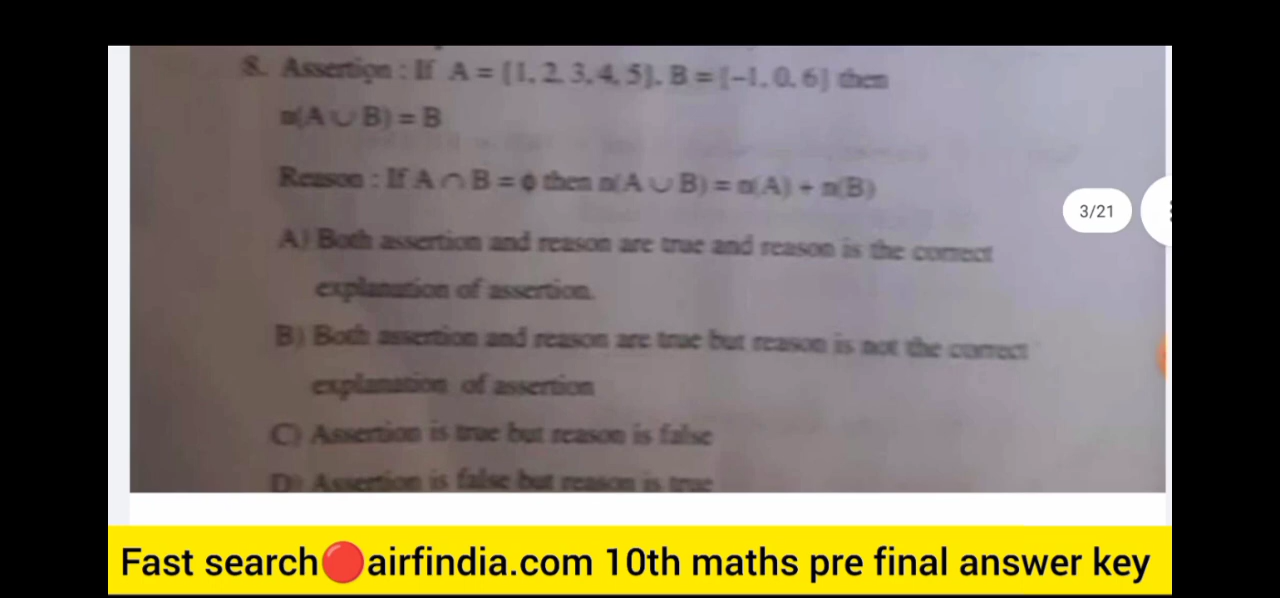 8. Assertion : If A = {1, 2, 3, 4, 5}, B = {-1, 0, 6} then
n(A ∪ B) = B
Reason : If A ∩ B = ϕ then n(A ∪ B) = n(A) + n(B)
3/21
A) Both assertion and reason are true and reason is the correct
explanation of assertion.
B) Both assertion and reason are true but reason is not the correct
explanation of assertion
C) Assertion is true but reason is false
D) Assertion is false but reason is true
Fast search🔴airfindia.com 10th maths pre final answer key